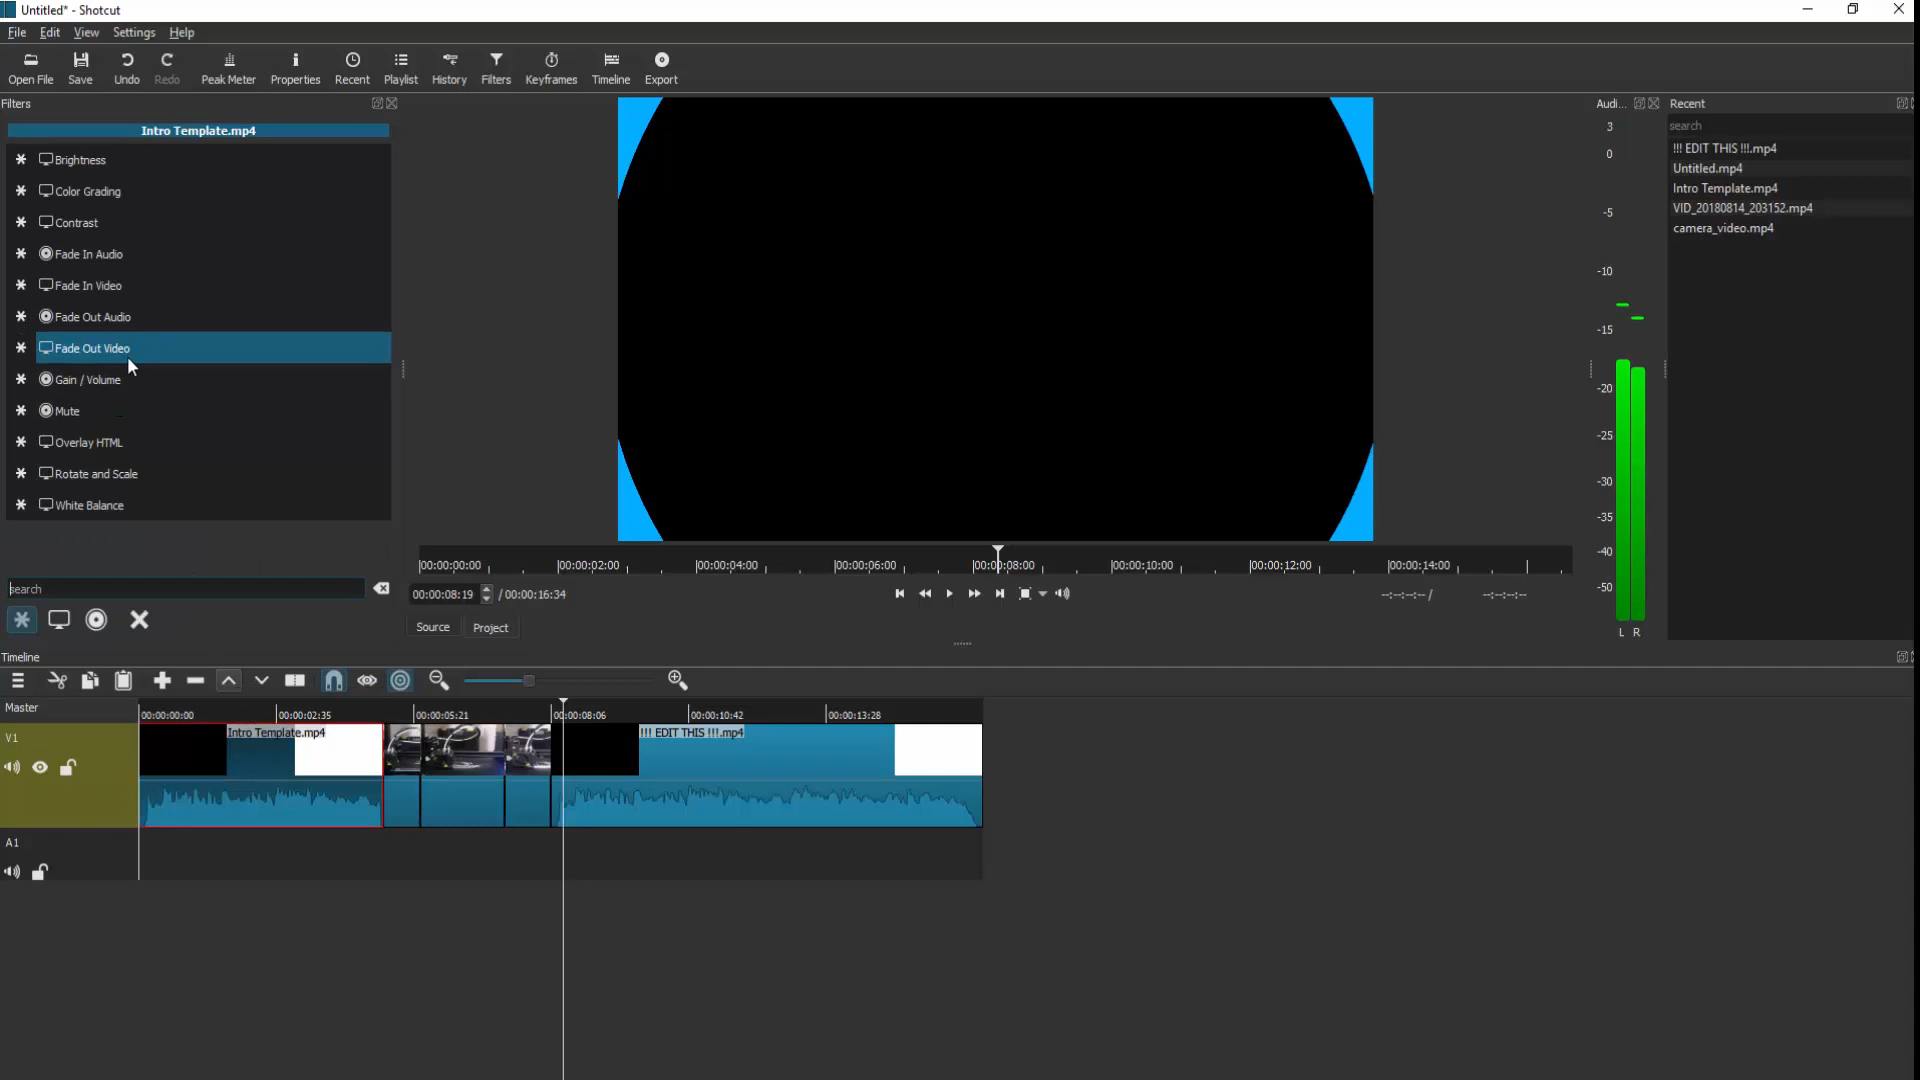 Untitled* - Shotcut
File Edit View Settings Help
Open File Save Undo Redo Peak Meter Properties Recent Playlist History Filters Keyframes Timeline Export
Filters
Intro Template.mp4
Brightness
Color Grading
Contrast
Fade In Audio
Fade In Video
Fade Out Audio
Fade Out Video
Gain / Volume
Mute
Overlay HTML
Rotate and Scale
White Balance
search
00:00:00:00 00:00:02:00 00:00:04:00 00:00:06:00 00:00:08:00 00:00:10:00 00:00:12:00 00:00:14:00
00:00:08:19 / 00:00:16:34
--:--:--:-- / --:--:--:--
Source Project
Audi...
3
0
-5
-10
-15
-20
-25
-30
-35
-40
-50
L R
Recent
search
!!! EDIT THIS !!!.mp4
Untitled.mp4
Intro Template.mp4
VID_20180814_203152.mp4
camera_video.mp4
Timeline
Master
00:00:00:00 00:00:02:35 00:00:05:21 00:00:08:06 00:00:10:42 00:00:13:28
V1
Intro Template.mp4 !!! EDIT THIS !!!.mp4
A1